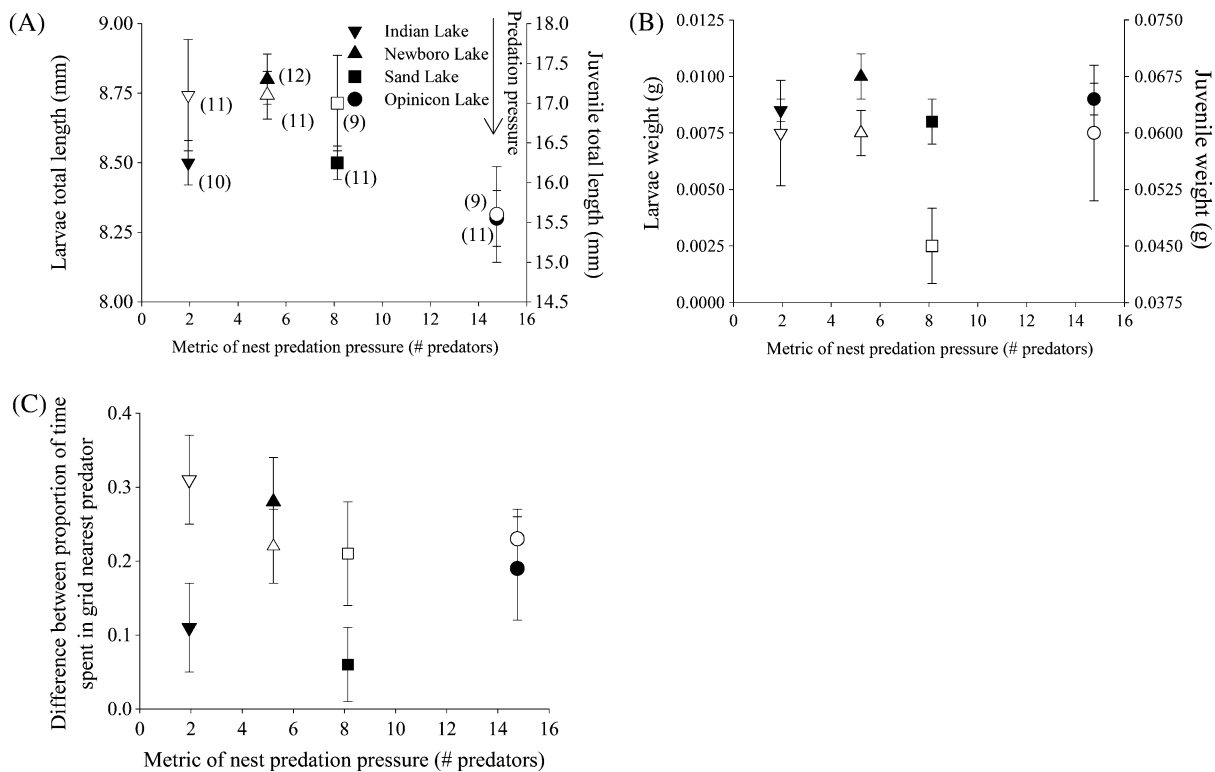 (A)
9.00
8.75
8.50
8.25
8.00
Larvae total length (mm)
Indian Lake
Newboro Lake
Sand Lake
Opinicon Lake
Predation pressure
18.0
17.5
17.0
16.5
16.0
15.5
15.0
14.5
Juvenile total length (mm)
(11)
(10)
(12)
(11)
(9)
(11)
(9)
(11)
0 2 4 6 8 10 12 14 16
Metric of nest predation pressure (# predators)
(B)
0.0125
0.0100
0.0075
0.0050
0.0025
0.0000
Larvae weight (g)
0.0750
0.0675
0.0600
0.0525
0.0450
0.0375
Juvenile weight (g)
0 2 4 6 8 10 12 14 16
Metric of nest predation pressure (# predators)
(C)
Difference between proportion of time
spent in grid nearest predator
0.4
0.3
0.2
0.1
0.0
0 2 4 6 8 10 12 14 16
Metric of nest predation pressure (# predators)